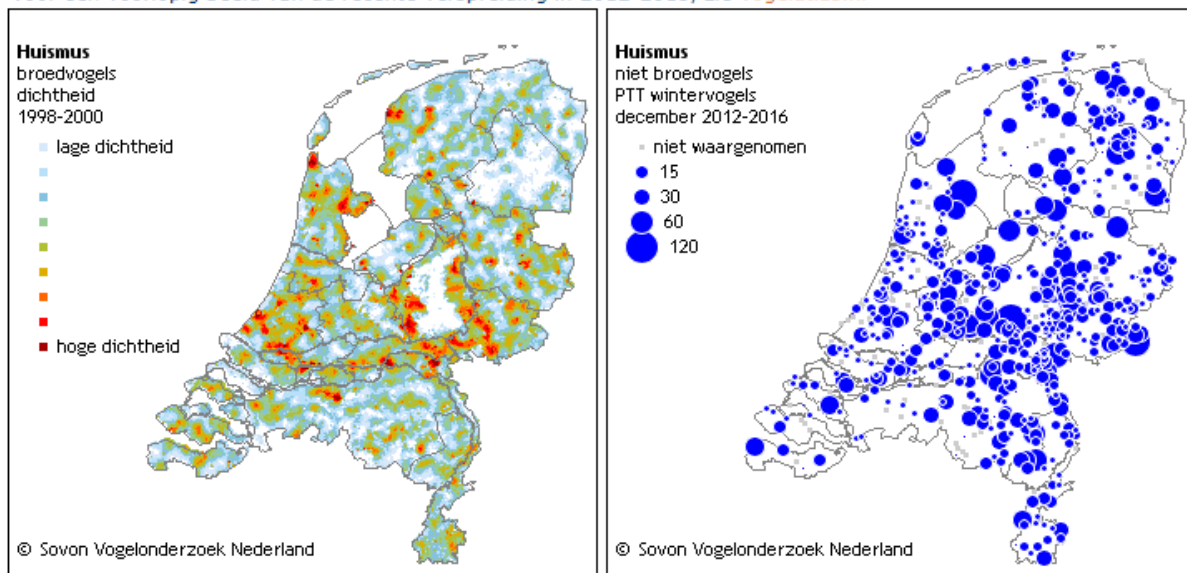 Huismus
broedvogels
dichtheid
1998-2000
lage dichtheid
hoge dichtheid
© Sovon Vogelonderzoek Nederland
Huismus
niet broedvogels
PTT wintervogels
december 2012-2016
niet waargenomen
15
30
60
120
© Sovon Vogelonderzoek Nederland